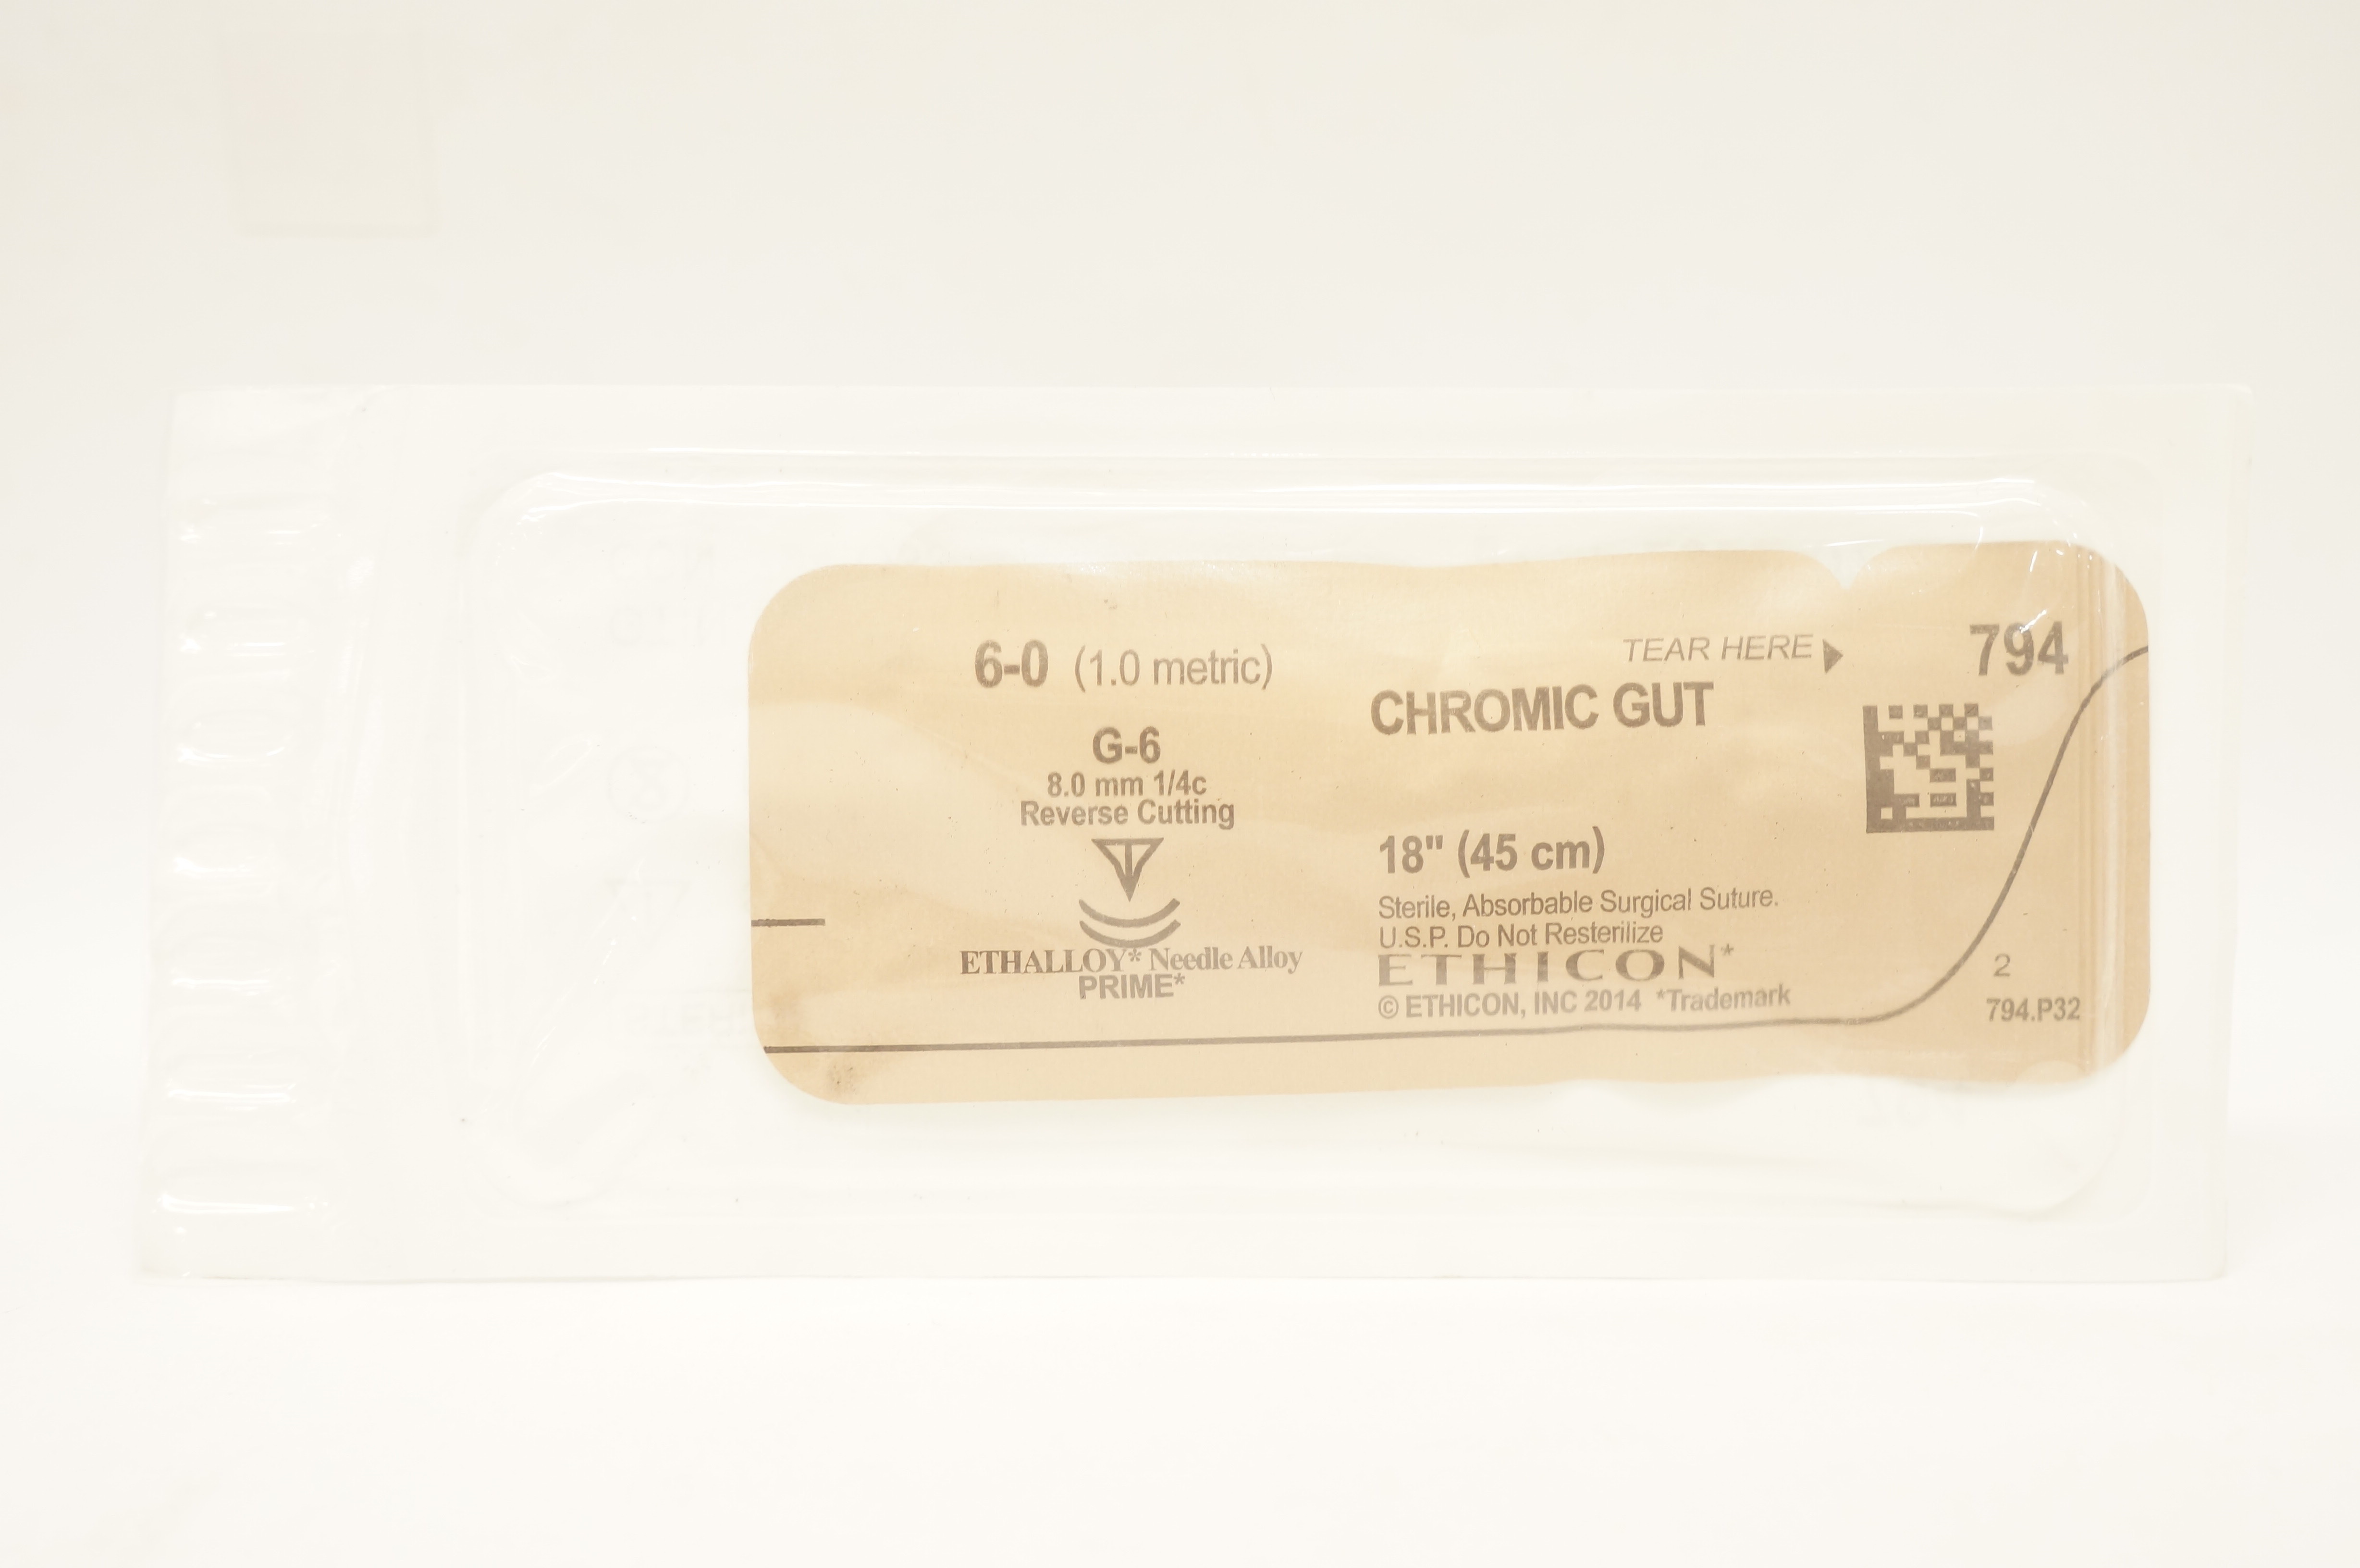 6-0 (1.0 metric)
G-6
8.0 mm 1/4c
Reverse Cutting
ETHALLOY* Needle Alloy
PRIME*
TEAR HERE
CHROMIC GUT
18" (45 cm)
Sterile, Absorbable Surgical Suture.
U.S.P. Do Not Resterilize
ETHICON*
© ETHICON, INC 2014 *Trademark
794
2
794.P32